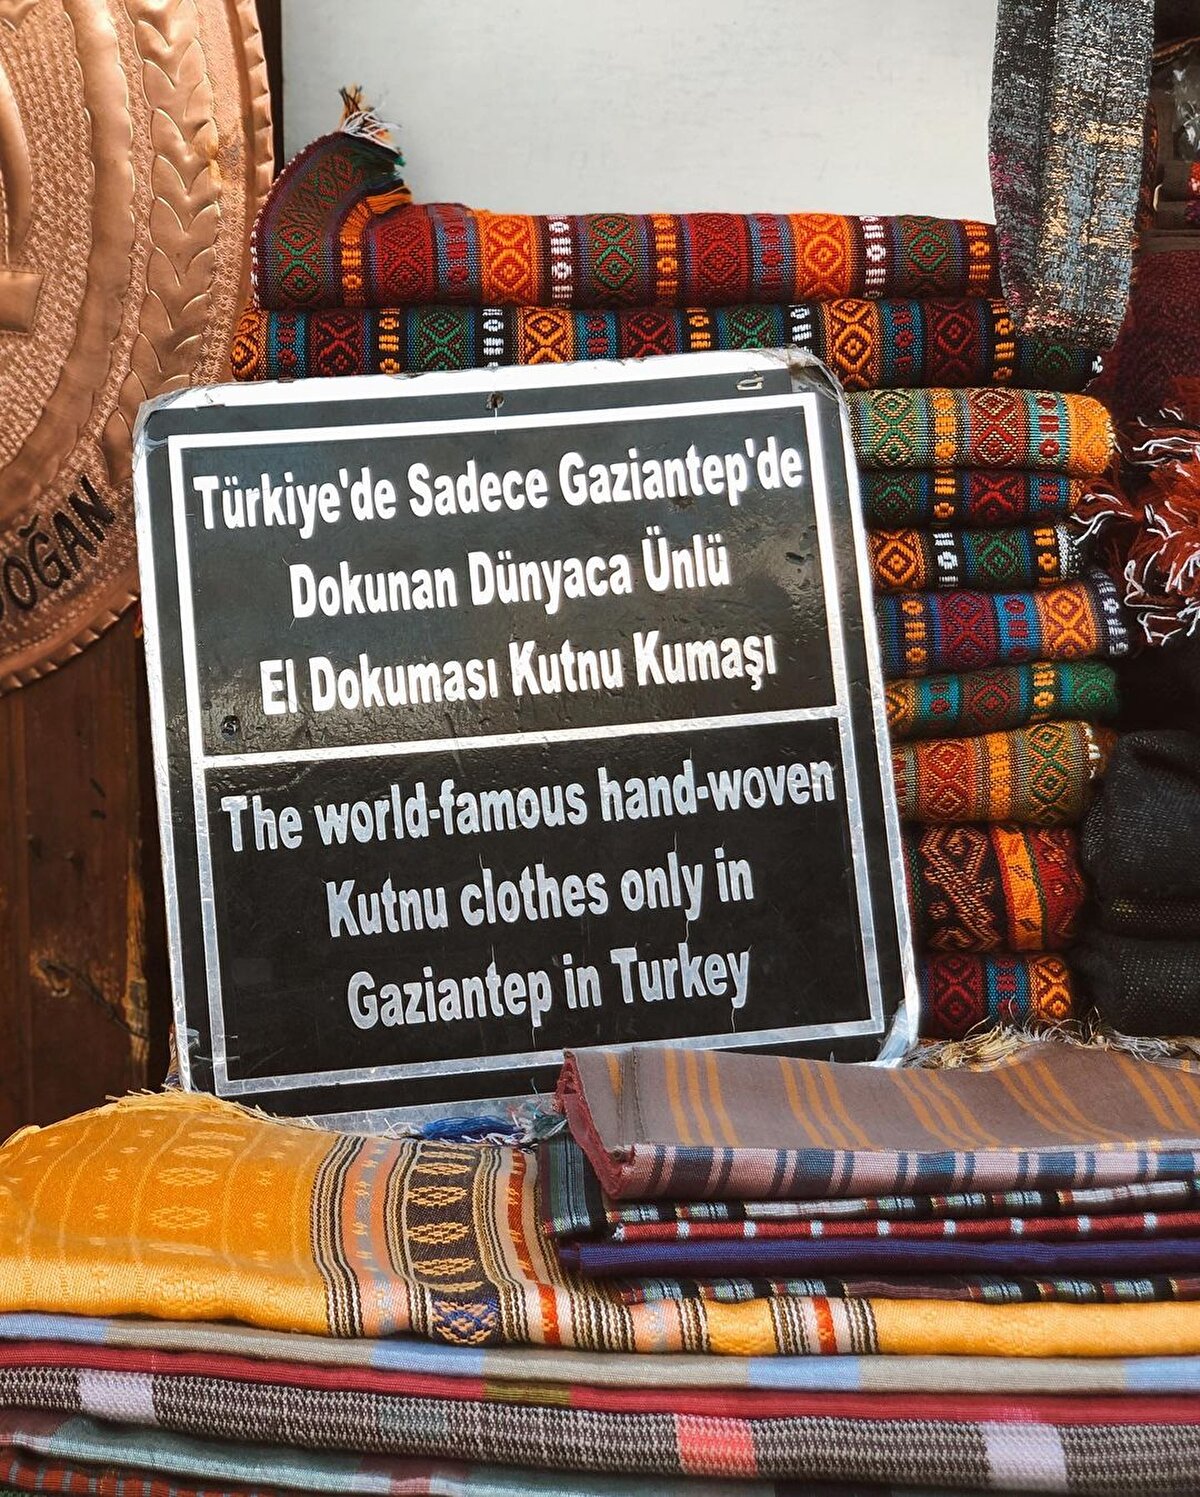 Türkiye'de Sadece Gaziantep'de
Dokunan Dünyaca Ünlü
El Dokuması Kutnu Kumaşı
The world-famous hand-woven
Kutnu clothes only in
Gaziantep in Turkey
OĞAN